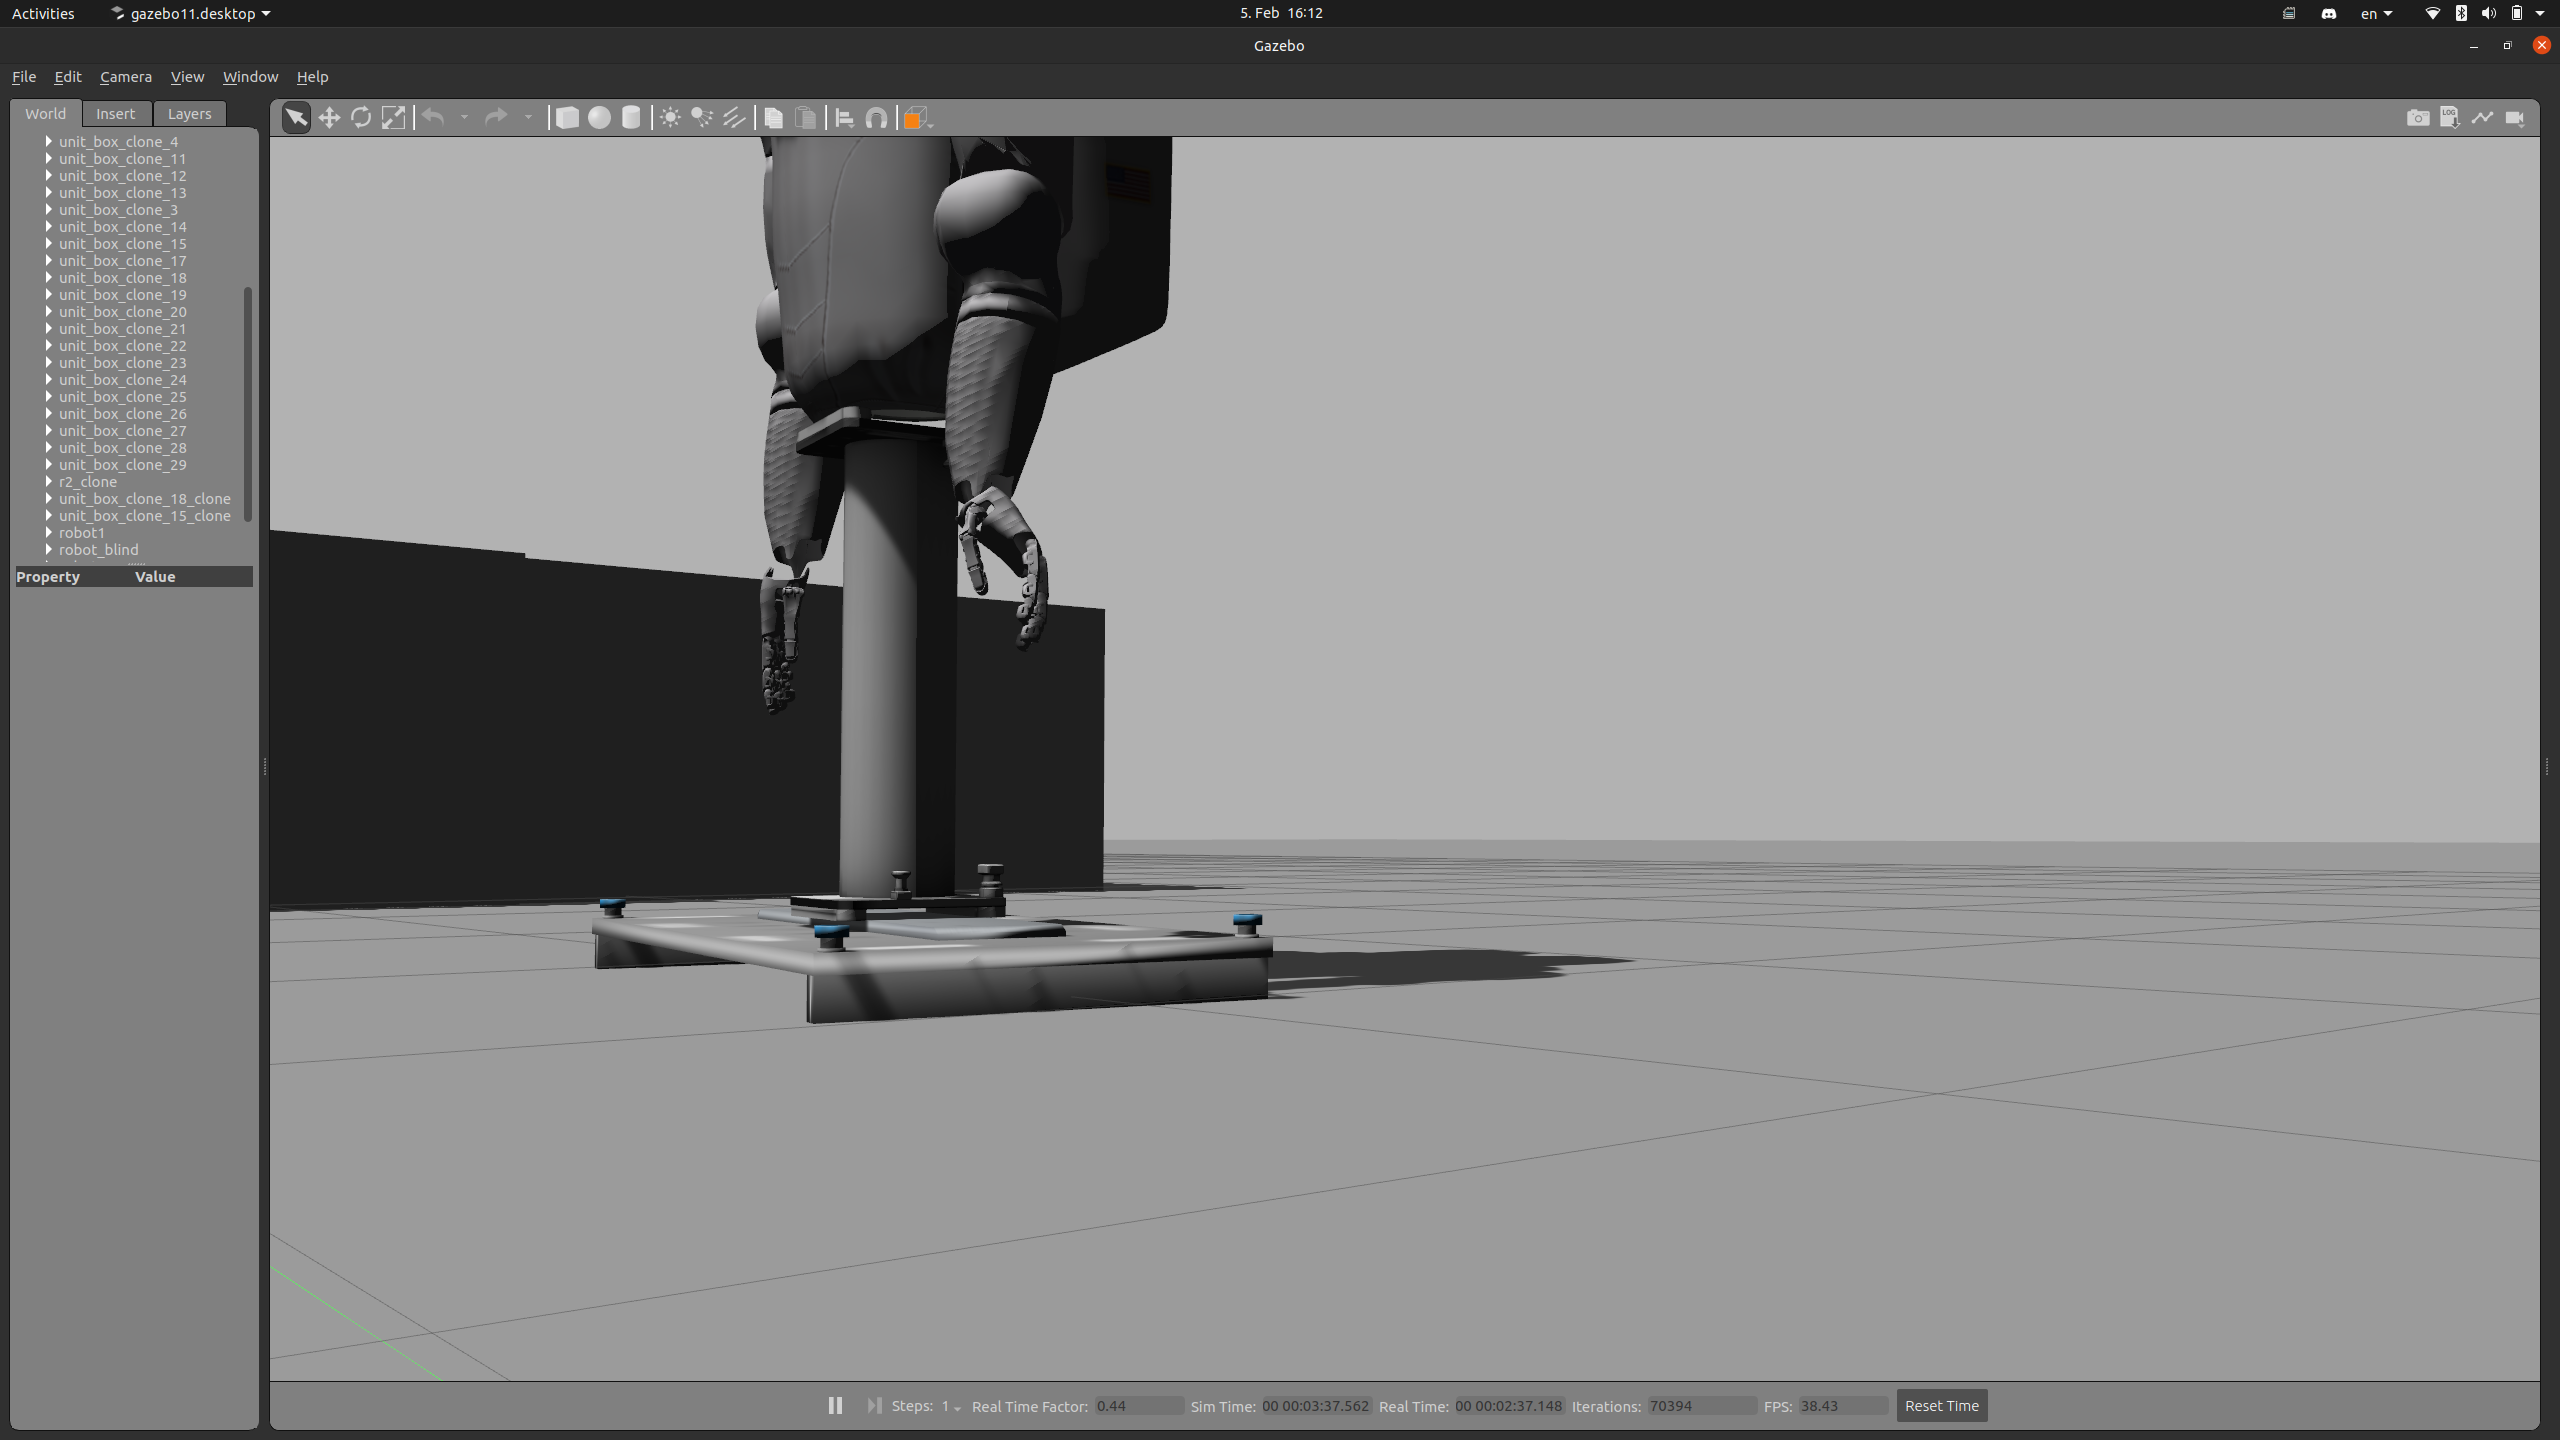 Activities gazebo11.desktop 5. Feb 16:12 en
Gazebo
File Edit Camera View Window Help
World Insert Layers
unit_box_clone_4
unit_box_clone_11
unit_box_clone_12
unit_box_clone_13
unit_box_clone_3
unit_box_clone_14
unit_box_clone_15
unit_box_clone_17
unit_box_clone_18
unit_box_clone_19
unit_box_clone_20
unit_box_clone_21
unit_box_clone_22
unit_box_clone_23
unit_box_clone_24
unit_box_clone_25
unit_box_clone_26
unit_box_clone_27
unit_box_clone_28
unit_box_clone_29
r2_clone
unit_box_clone_18_clone
unit_box_clone_15_clone
robot1
robot_blind
Property Value
LOG
Steps: 1 Real Time Factor: 0.44 Sim Time: 00 00:03:37.562 Real Time: 00 00:02:37.148 Iterations: 70394 FPS: 38.43 Reset Time